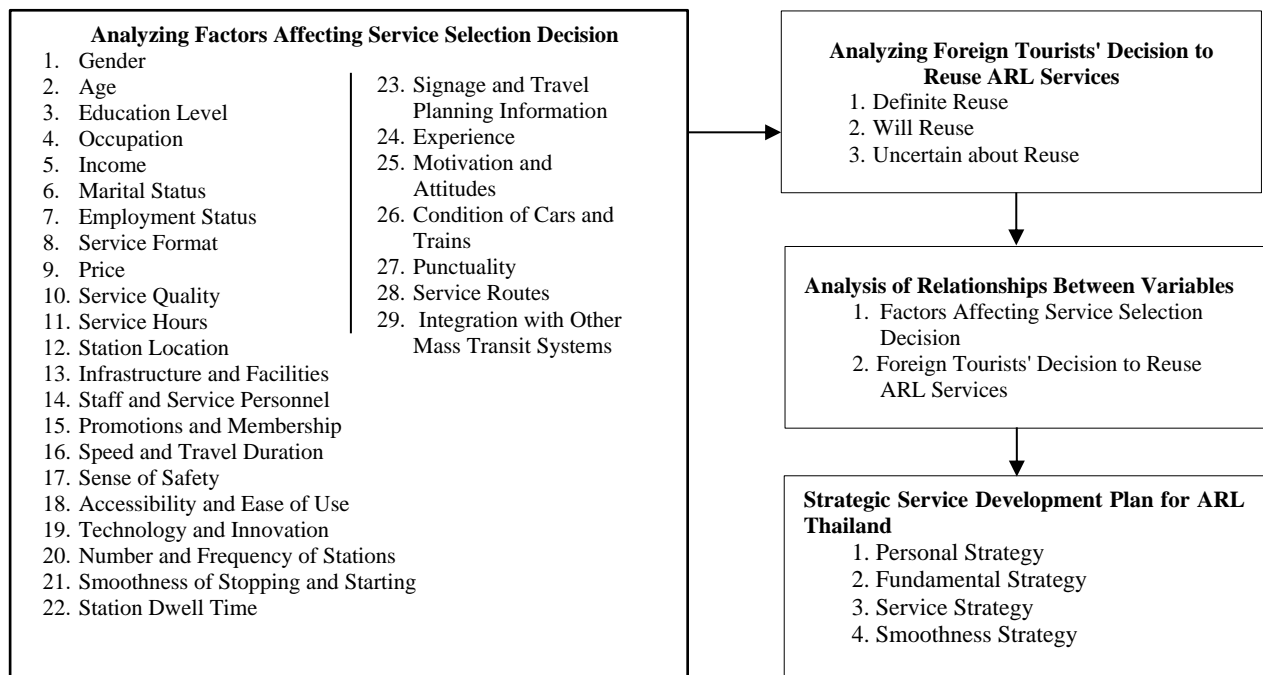 Analyzing Factors Affecting Service Selection Decision
1. Gender
2. Age
3. Education Level
4. Occupation
5. Income
6. Marital Status
7. Employment Status
8. Service Format
9. Price
10. Service Quality
11. Service Hours
12. Station Location
13. Infrastructure and Facilities
14. Staff and Service Personnel
15. Promotions and Membership
16. Speed and Travel Duration
17. Sense of Safety
18. Accessibility and Ease of Use
19. Technology and Innovation
20. Number and Frequency of Stations
21. Smoothness of Stopping and Starting
22. Station Dwell Time
23. Signage and Travel
Planning Information
24. Experience
25. Motivation and
Attitudes
26. Condition of Cars and
Trains
27. Punctuality
28. Service Routes
29. Integration with Other
Mass Transit Systems
Analyzing Foreign Tourists' Decision to
Reuse ARL Services
1. Definite Reuse
2. Will Reuse
3. Uncertain about Reuse
Analysis of Relationships Between Variables
1. Factors Affecting Service Selection
Decision
2. Foreign Tourists' Decision to Reuse
ARL Services
Strategic Service Development Plan for ARL
Thailand
1. Personal Strategy
2. Fundamental Strategy
3. Service Strategy
4. Smoothness Strategy